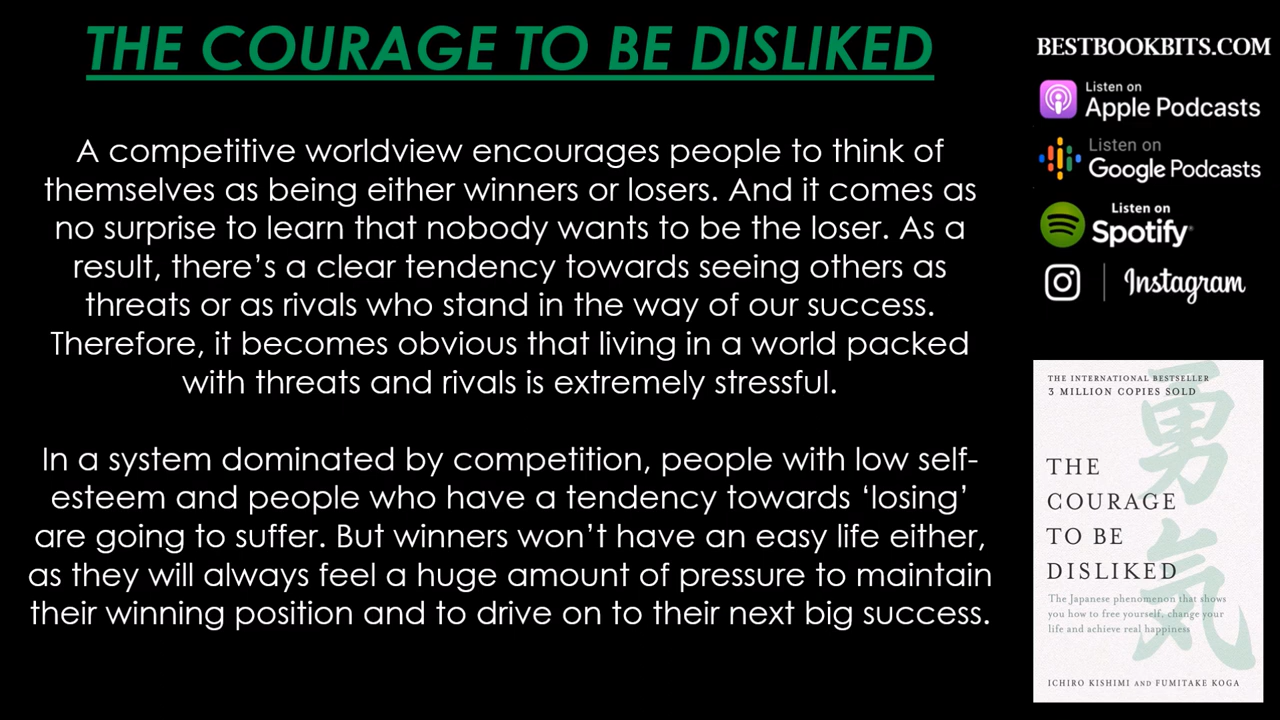 THE COURAGE TO BE DISLIKED
A competitive worldview encourages people to think of
themselves as being either winners or losers. And it comes as
no surprise to learn that nobody wants to be the loser. As a
result, there’s a clear tendency towards seeing others as
threats or as rivals who stand in the way of our success.
Therefore, it becomes obvious that living in a world packed
with threats and rivals is extremely stressful.
In a system dominated by competition, people with low self-
esteem and people who have a tendency towards ‘losing’
are going to suffer. But winners won’t have an easy life either,
as they will always feel a huge amount of pressure to maintain
their winning position and to drive on to their next big success.
BESTBOOKBITS.COM
Listen on
Apple Podcasts
Listen on
Google Podcasts
Listen on
Spotify
Instagram
THE INTERNATIONAL BESTSELLER
3 MILLION COPIES SOLD
勇気
THE
COURAGE
TO BE
DISLIKED
The Japanese phenomenon that shows
you how to free yourself, change your
life and achieve real happiness
ICHIRO KISHIMI AND FUMITAKE KOGA